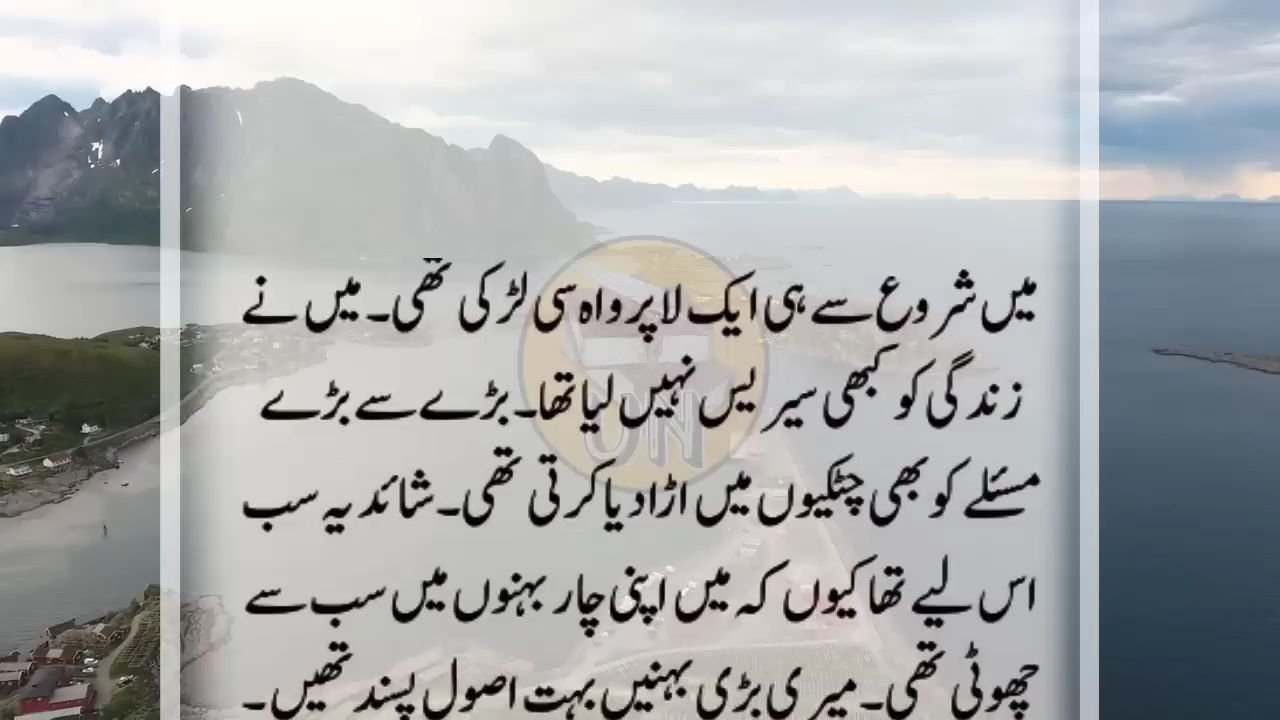 میں شروع سے ہی ایک لاپرواہ سی لڑکی تھی۔ میں نے
زندگی کو کبھی سیریس نہیں لیا تھا۔ بڑے سے بڑے
مسئلے کو بھی چٹکیوں میں اڑا دیا کرتی تھی۔ شائد یہ سب
اس لیے تھا کیوں کہ میں اپنی چار بہنوں میں سب سے
چھوٹی تھی۔ میری بڑی بہنیں بہت اصول پسند تھیں۔
UN